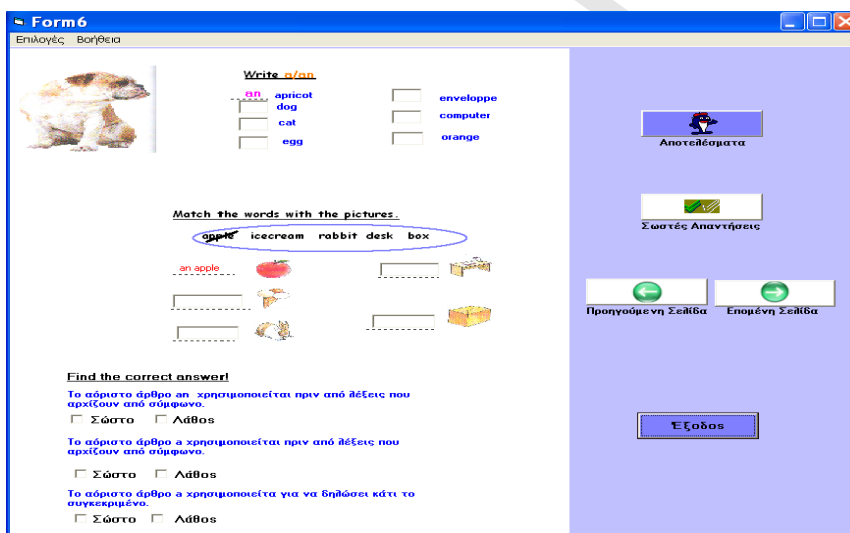 Form6
Επιλογές Βοήθεια
Write a/an
an apricot
dog
cat
egg
enveloppe
computer
orange
Match the words with the pictures.
apple icecream rabbit desk box
an apple
Find the correct answer!
Το αόριστο άρθρο an χρησιμοποιείται πριν από λέξεις που
αρχίζουν από σύμφωνο.
Σώστο Λάθος
Το αόριστο άρθρο a χρησιμοποιείται πριν από λέξεις που
αρχίζουν από σύμφωνο.
Σώστο Λάθος
Το αόριστο άρθρο a χρησιμοποιείτα για να δηλώσει κάτι το
συγκεκριμένο.
Σώστο Λάθος
Αποτελέσματα
Σωστές Απαντήσεις
Προηγούμενη Σελίδα Επομένη Σελίδα
Έξοδος